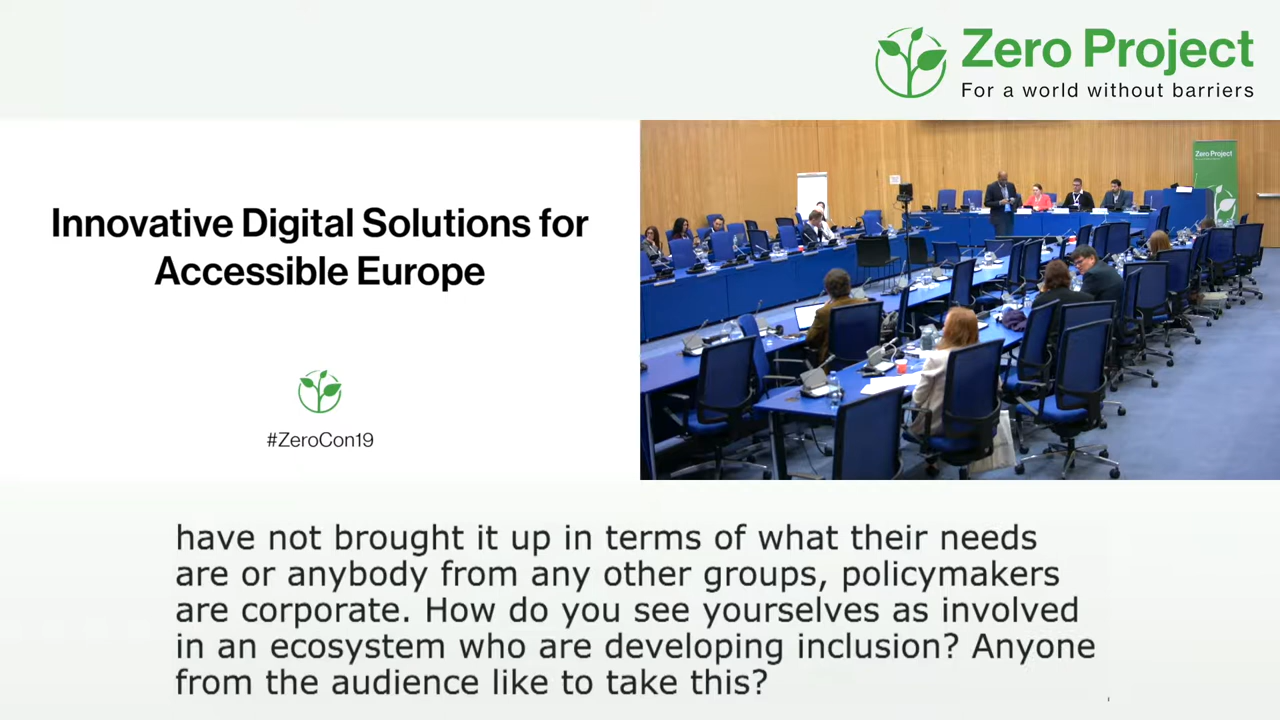 Zero Project
For a world without barriers
Innovative Digital Solutions for
Accessible Europe
#ZeroCon19
Zero Project
have not brought it up in terms of what their needs
are or anybody from any other groups, policymakers
are corporate. How do you see yourselves as involved
in an ecosystem who are developing inclusion? Anyone
from the audience like to take this?